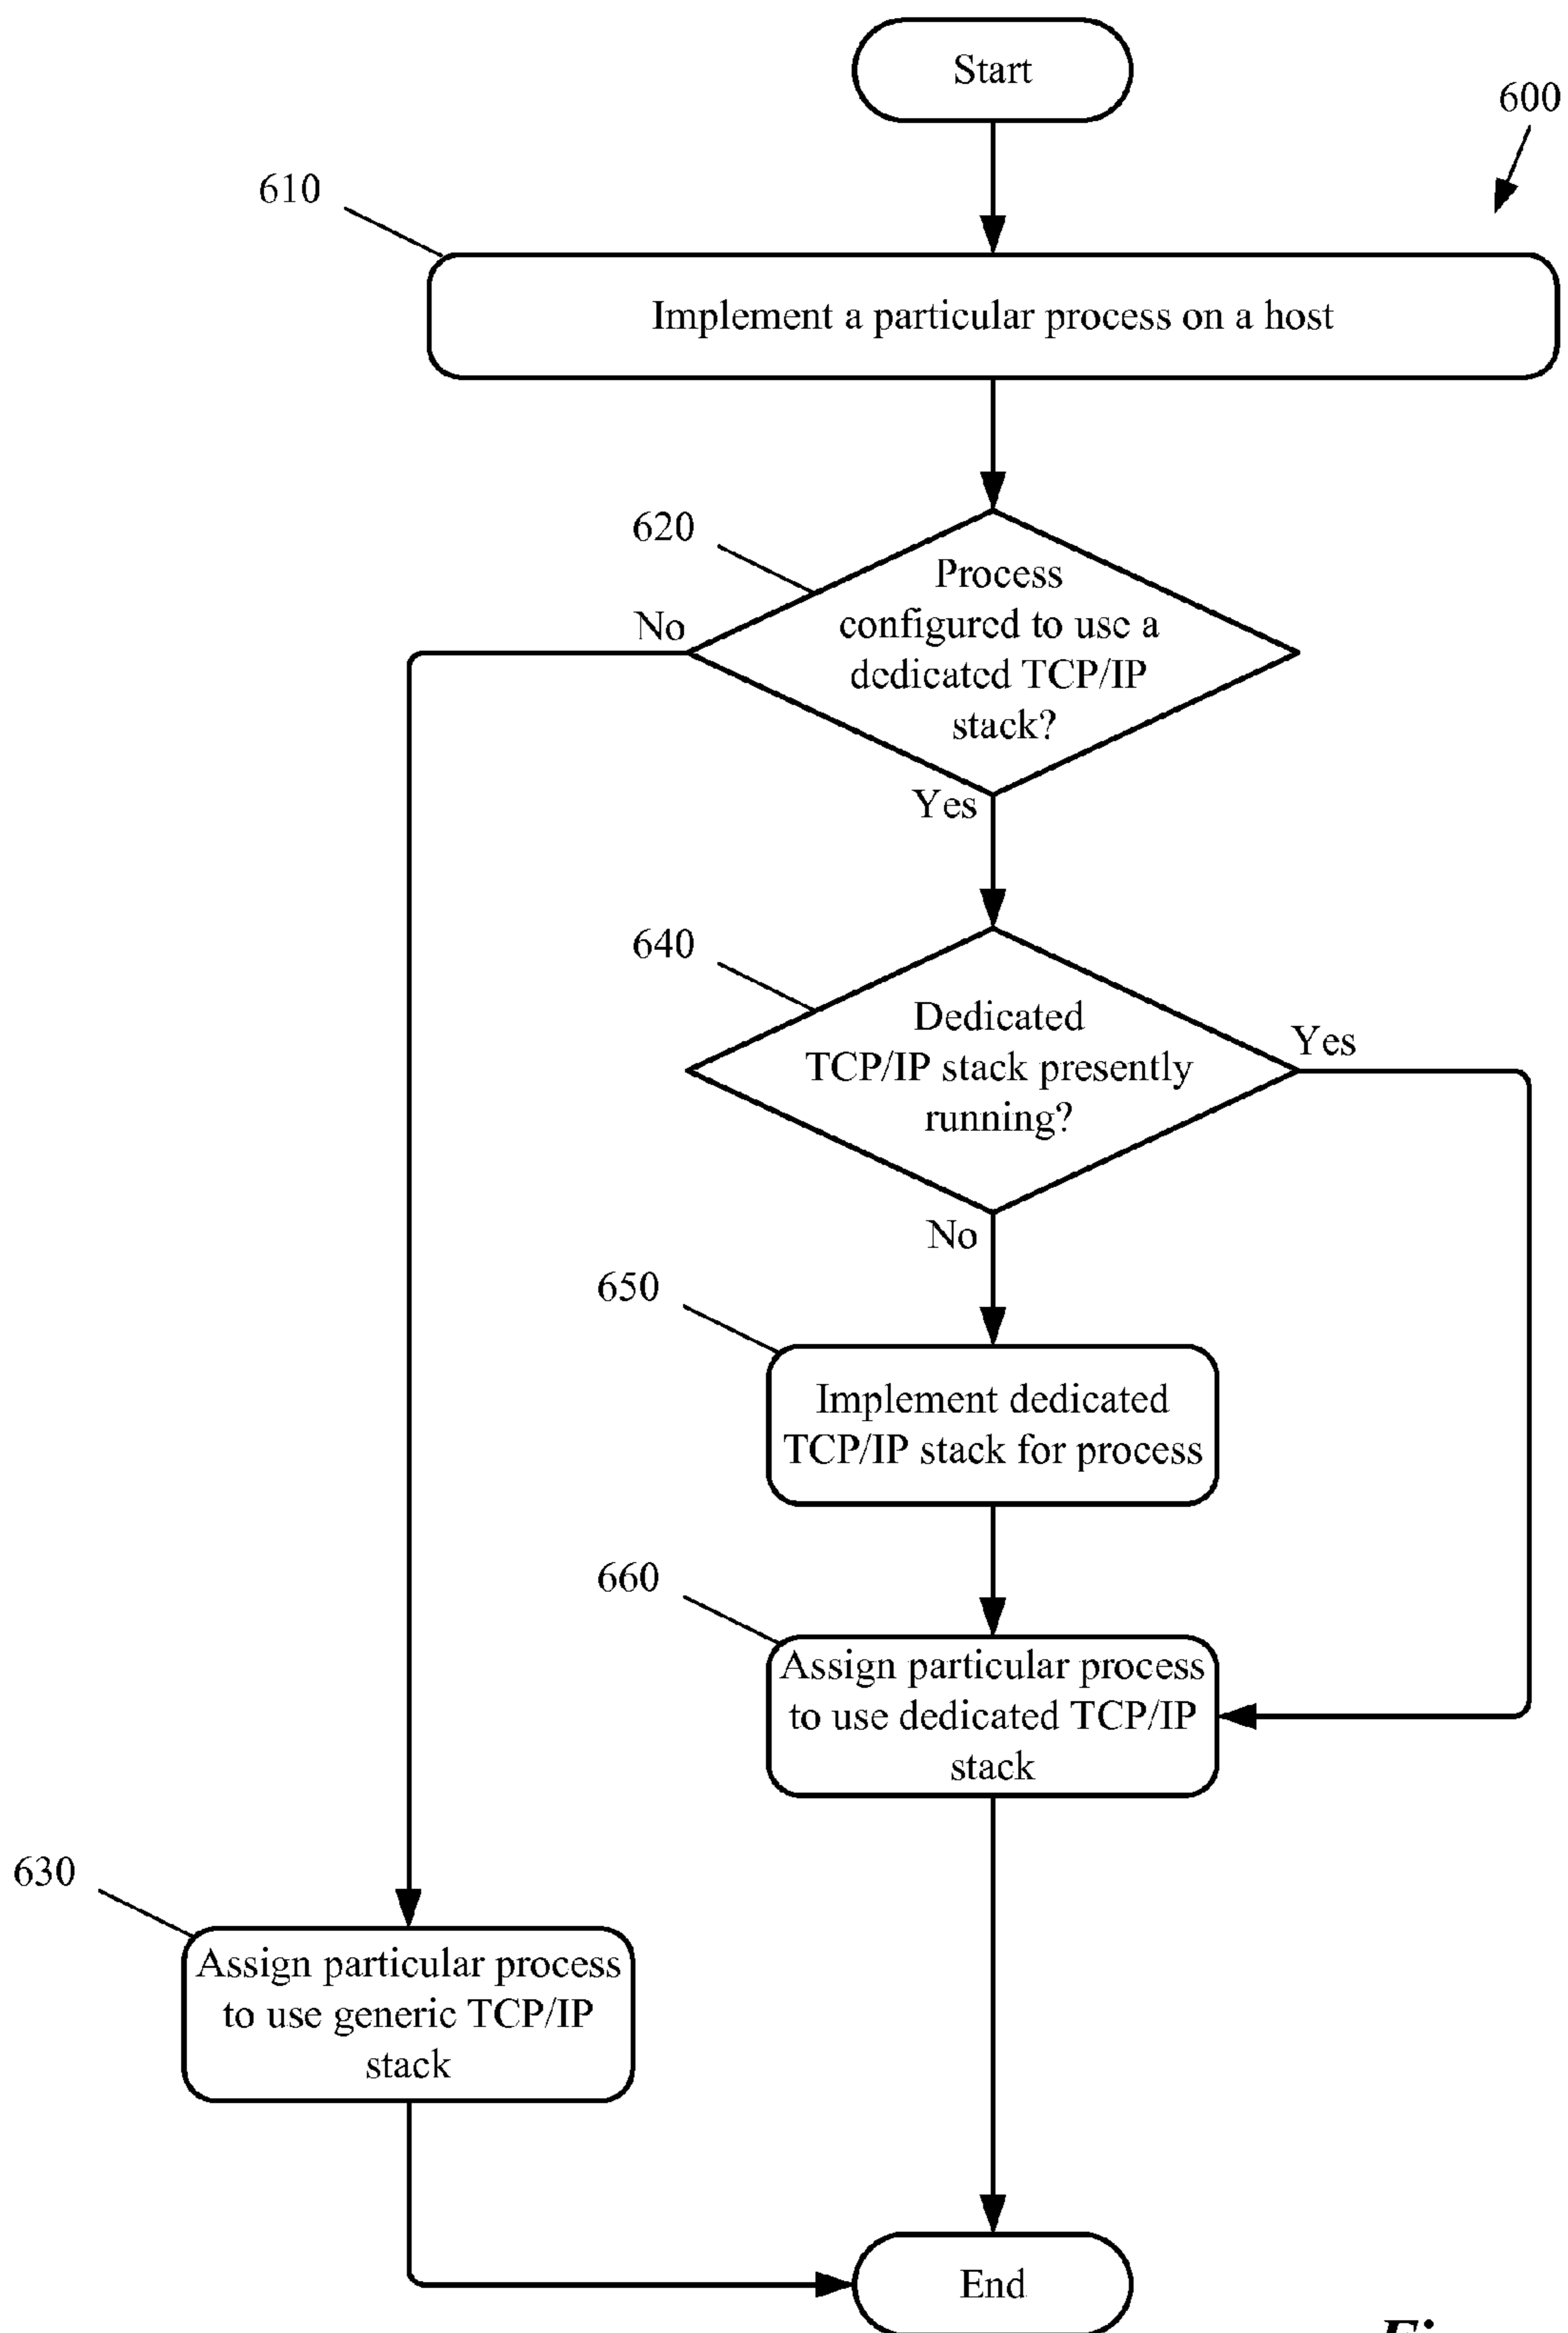 Start
600
610
Implement a particular process on a host
620
Process
configured to use a
dedicated TCP/IP
stack?
No
Yes
640
Dedicated
TCP/IP stack presently
running?
Yes
No
650
Implement dedicated
TCP/IP stack for process
660
Assign particular process
to use dedicated TCP/IP
stack
630
Assign particular process
to use generic TCP/IP
stack
End